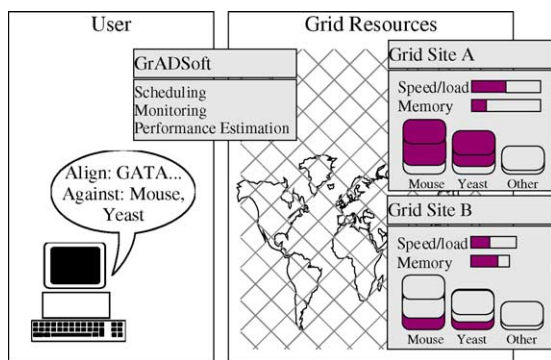 User
Grid Resources
GrADSoft
Scheduling
Monitoring
Performance Estimation
Align: GATA...
Against: Mouse,
Yeast
Grid Site A
Speed/load
Memory
Mouse Yeast Other
Grid Site B
Speed/load
Memory
Mouse Yeast Other